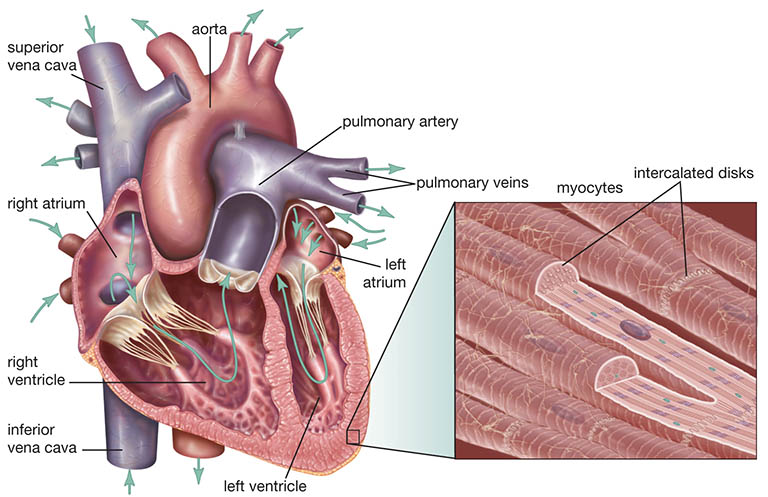 aorta
superior
vena cava
pulmonary artery
pulmonary veins
intercalated disks
myocytes
right atrium
left
atrium
right
ventricle
inferior
vena cava
left ventricle